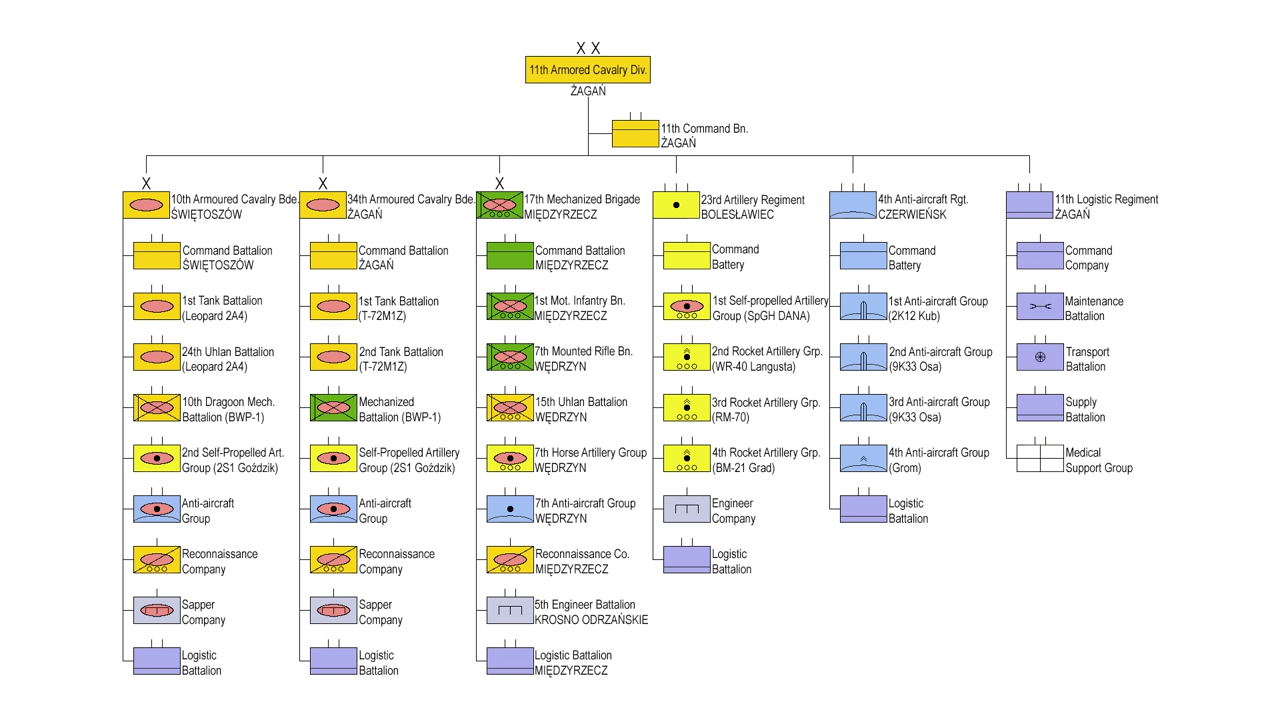 X X
11th Armored Cavalry Div.
ŻAGAŃ
11th Command Bn.
ŻAGAŃ
X
10th Armoured Cavalry Bde.
ŚWIĘTOSZÓW
Command Battalion
ŚWIĘTOSZÓW
1st Tank Battalion
(Leopard 2A4)
24th Uhlan Battalion
(Leopard 2A4)
10th Dragoon Mech.
Battalion (BWP-1)
2nd Self-Propelled Art.
Group (2S1 Goździk)
Anti-aircraft
Group
Reconnaissance
Company
Sapper
Company
Logistic
Battalion
X
34th Armoured Cavalry Bde.
ŻAGAŃ
Command Battalion
ŻAGAŃ
1st Tank Battalion
(T-72M1Z)
2nd Tank Battalion
(T-72M1Z)
Mechanized
Battalion (BWP-1)
Self-Propelled Artillery
Group (2S1 Goździk)
Anti-aircraft
Group
Reconnaissance
Company
Sapper
Company
Logistic
Battalion
X
17th Mechanized Brigade
MIĘDZYRZECZ
Command Battalion
MIĘDZYRZECZ
1st Mot. Infantry Bn.
MIĘDZYRZECZ
7th Mounted Rifle Bn.
WĘDRZYN
15th Uhlan Battalion
WĘDRZYN
7th Horse Artillery Group
WĘDRZYN
7th Anti-aircraft Group
WĘDRZYN
Reconnaissance Co.
MIĘDZYRZECZ
5th Engineer Battalion
KROSNO ODRZAŃSKIE
Logistic Battalion
MIĘDZYRZECZ
23rd Artillery Regiment
BOLESŁAWIEC
Command
Battery
1st Self-propelled Artillery
Group (SpGH DANA)
2nd Rocket Artillery Grp.
(WR-40 Langusta)
3rd Rocket Artillery Grp.
(RM-70)
4th Rocket Artillery Grp.
(BM-21 Grad)
Engineer
Company
Logistic
Battalion
4th Anti-aircraft Rgt.
CZERWIEŃSK
Command
Battery
1st Anti-aircraft Group
(2K12 Kub)
2nd Anti-aircraft Group
(9K33 Osa)
3rd Anti-aircraft Group
(9K33 Osa)
4th Anti-aircraft Group
(Grom)
Logistic
Battalion
11th Logistic Regiment
ŻAGAŃ
Command
Company
Maintenance
Battalion
Transport
Battalion
Supply
Battalion
Medical
Support Group